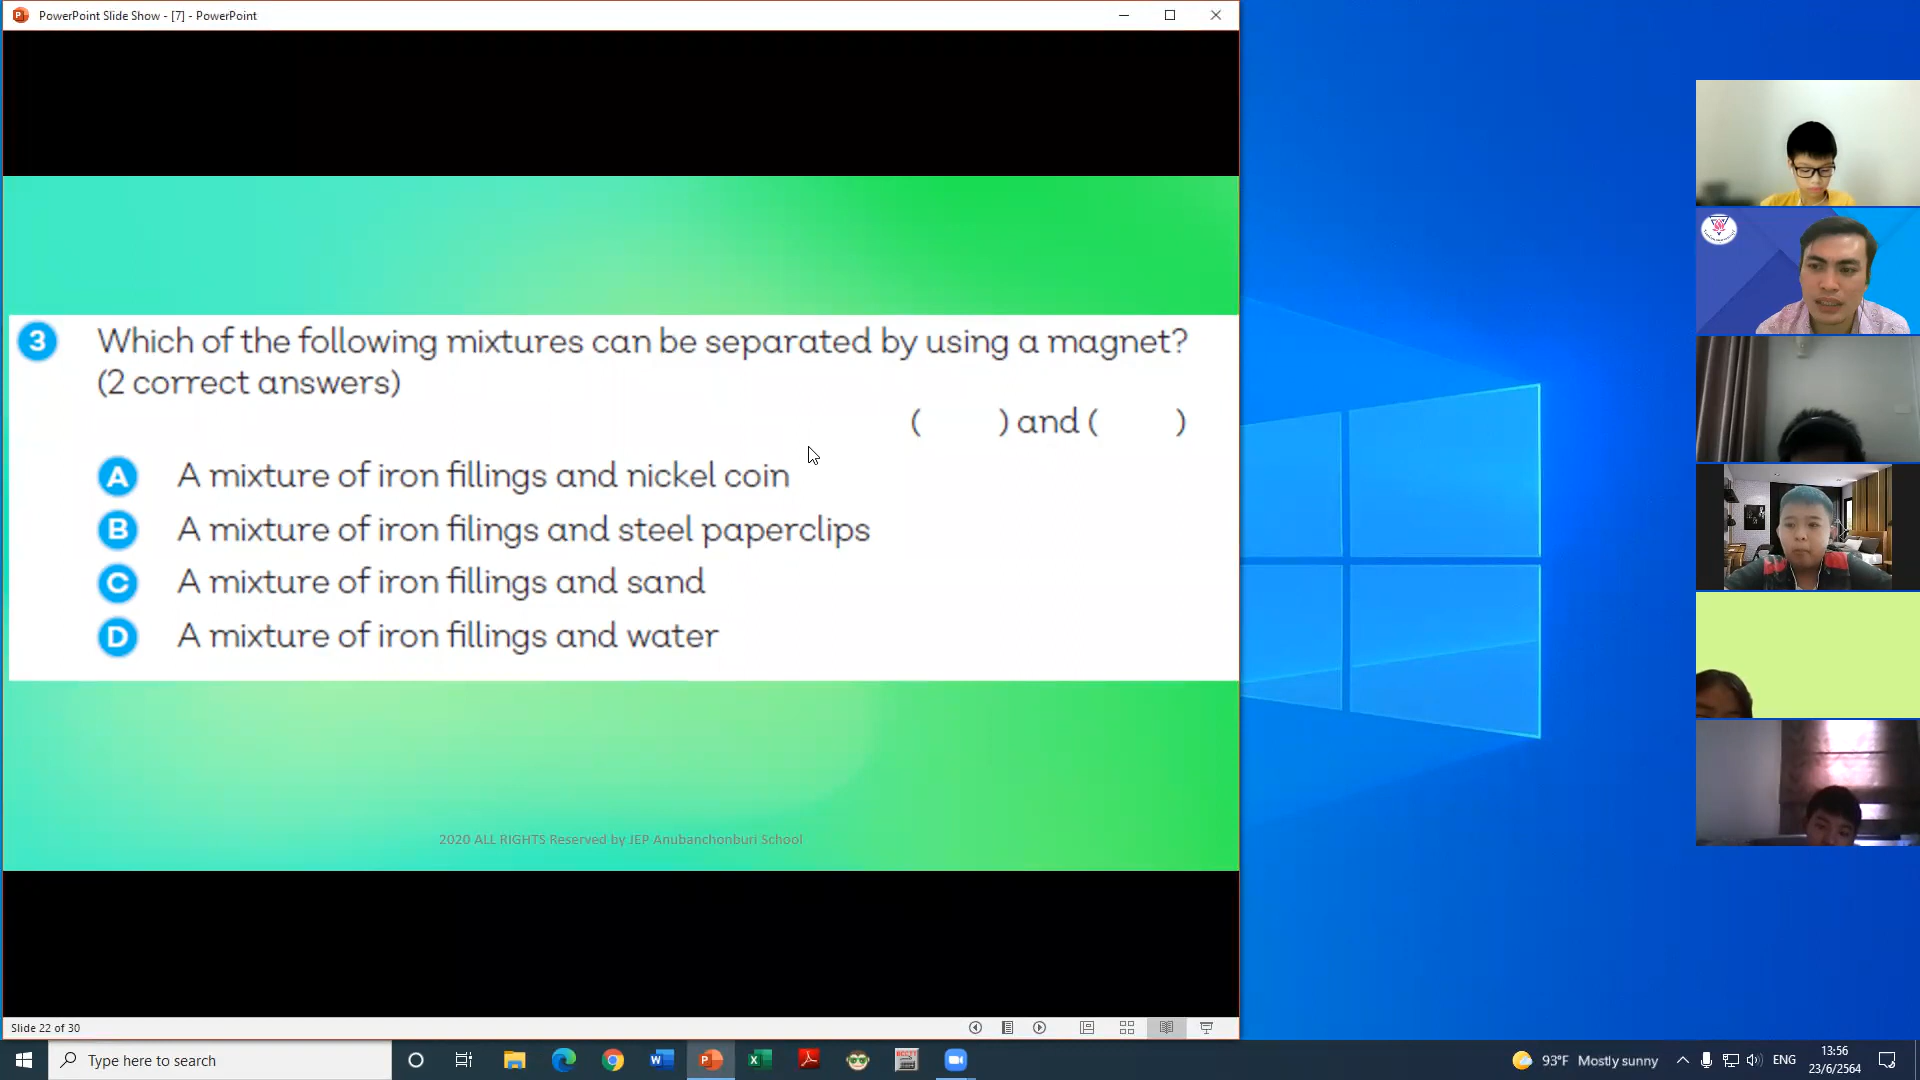 PowerPoint Slide Show - [7] - PowerPoint
3 Which of the following mixtures can be separated by using a magnet?
(2 correct answers)
( ) and ( )
A A mixture of iron fillings and nickel coin
B A mixture of iron filings and steel paperclips
C A mixture of iron fillings and sand
D A mixture of iron fillings and water
2020 ALL RIGHTS Reserved by JEP Anubanchonburi School
Slide 22 of 30
Type here to search
93°F Mostly sunny
ENG
13:56
23/6/2564